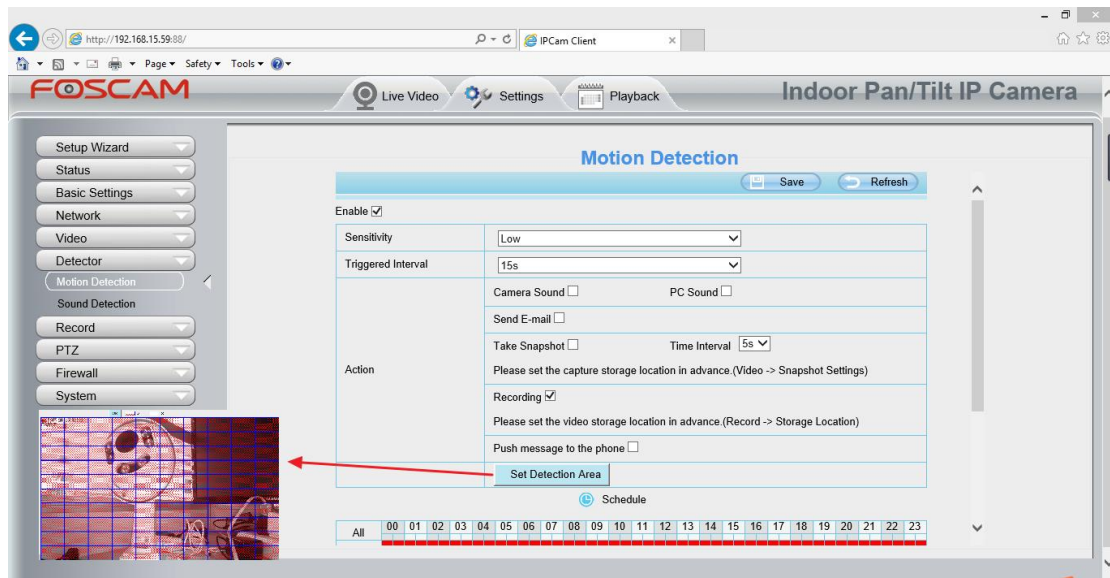 http://192.168.15.59:88/
IPCam Client
Page Safety Tools
FOSCAM
Live Video Settings Playback
Indoor Pan/Tilt IP Camera
Setup Wizard
Status
Basic Settings
Network
Video
Detector
Motion Detection
Sound Detection
Record
PTZ
Firewall
System
Motion Detection
Save Refresh
Enable
Sensitivity Low
Triggered Interval 15s
Action
Camera Sound PC Sound
Send E-mail
Take Snapshot Time Interval 5s
Please set the capture storage location in advance.(Video -> Snapshot Settings)
Recording
Please set the video storage location in advance.(Record -> Storage Location)
Push message to the phone
Set Detection Area
Schedule
All 00 01 02 03 04 05 06 07 08 09 10 11 12 13 14 15 16 17 18 19 20 21 22 23